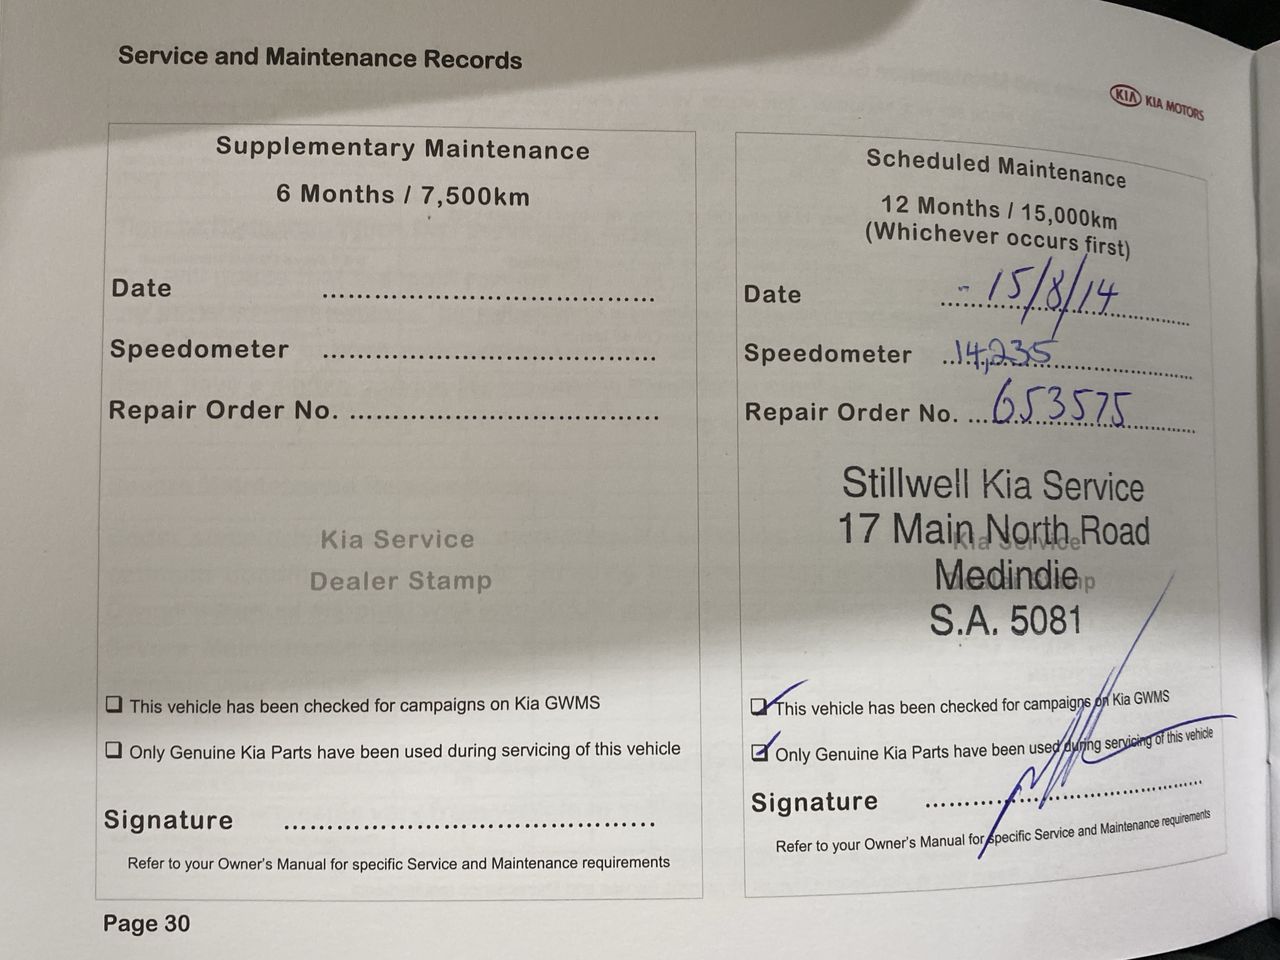 Service and Maintenance Records
KIA KIA MOTORS
Supplementary Maintenance
6 Months / 7,500km
Date ......................................
Speedometer ......................................
Repair Order No. ....................................
Kia Service
Dealer Stamp
❑ This vehicle has been checked for campaigns on Kia GWMS
❑ Only Genuine Kia Parts have been used during servicing of this vehicle
Signature ......................................
Refer to your Owner's Manual for specific Service and Maintenance requirements
Page 30
Scheduled Maintenance
12 Months / 15,000km
(Whichever occurs first)
Date 15/8/14
Speedometer 14,235
Repair Order No. 653575
Stillwell Kia Service
17 Main North Road
Kia Service
Medindie
Dealer Stamp
S.A. 5081
❑ This vehicle has been checked for campaigns on Kia GWMS
❑ Only Genuine Kia Parts have been used during servicing of this vehicle
Signature ......................................
Refer to your Owner's Manual for specific Service and Maintenance requirements